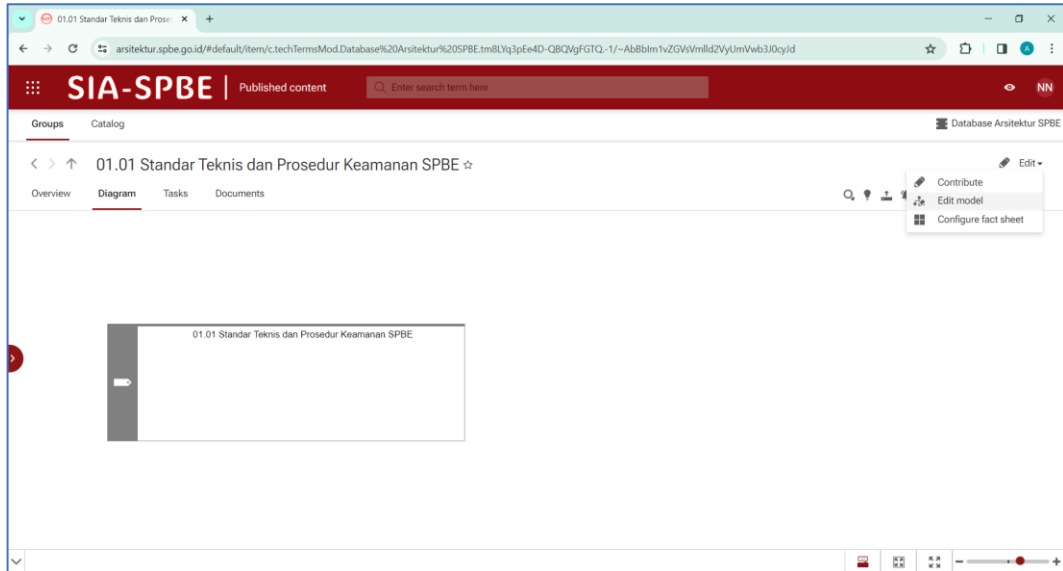 01.01 Standar Teknis dan Prose
arsitektur.spbe.go.id/#default/item/c.techTermsMod.Database%20Arsitektur%20SPBE.tm8LYq3pEe4D-QBQVgFGTQ.-1/~AbBblm1vZGVsVmlld2VyUmVwb3J0cyJd
A
SIA-SPBE | Published content
Enter search term here
NN
Groups Catalog
Database Arsitektur SPBE
01.01 Standar Teknis dan Prosedur Keamanan SPBE
Edit
Overview Diagram Tasks Documents
Contribute
Edit model
Configure fact sheet
01.01 Standar Teknis dan Prosedur Keamanan SPBE